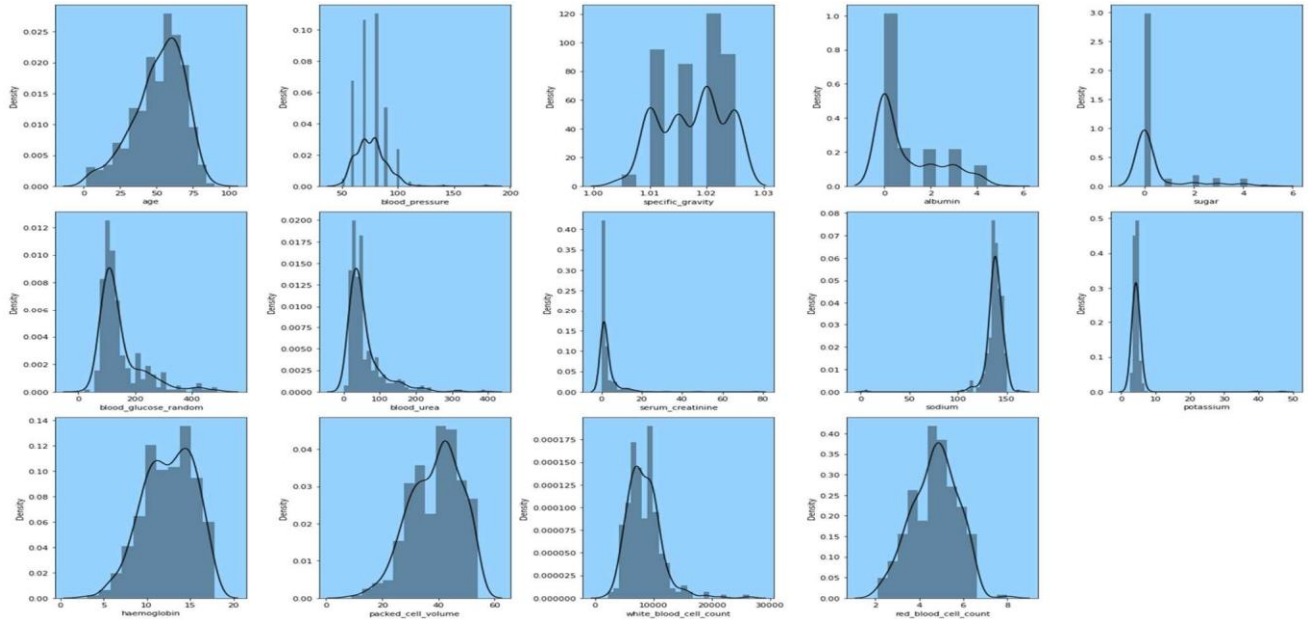 0.025
0.020
0.015
0.010
0.005
0.000
Density
0 25 50 75 100
age
0.10
0.08
0.06
0.04
0.02
0.00
Density
50 100 150 200
blood_pressure
120
100
80
60
40
20
0
Density
1.00 1.01 1.02 1.03
specific_gravity
1.0
0.8
0.6
0.4
0.2
0.0
Density
0 2 4 6
albumin
3.0
2.5
2.0
1.5
1.0
0.5
0.0
Density
0 2 4 6
sugar
0.012
0.010
0.008
0.006
0.004
0.002
0.000
Density
0 200 400
blood_glucose_random
0.0200
0.0175
0.0150
0.0125
0.0100
0.0075
0.0050
0.0025
0.0000
Density
0 100 200 300 400
blood_urea
0.40
0.35
0.30
0.25
0.20
0.15
0.10
0.05
0.00
Density
0 20 40 60 80
serum_creatinine
0.08
0.07
0.06
0.05
0.04
0.03
0.02
0.01
0.00
Density
0 50 100 150
sodium
0.5
0.4
0.3
0.2
0.1
0.0
Density
0 10 20 30 40 50
potassium
0.14
0.12
0.10
0.08
0.06
0.04
0.02
0.00
Density
0 5 10 15 20
haemoglobin
0.04
0.03
0.02
0.01
0.00
Density
0 20 40 60
packed_cell_volume
0.000175
0.000150
0.000125
0.000100
0.000075
0.000050
0.000025
0.000000
Density
0 10000 20000 30000
white_blood_cell_count
0.40
0.35
0.30
0.25
0.20
0.15
0.10
0.05
0.00
Density
2 4 6 8
red_blood_cell_count